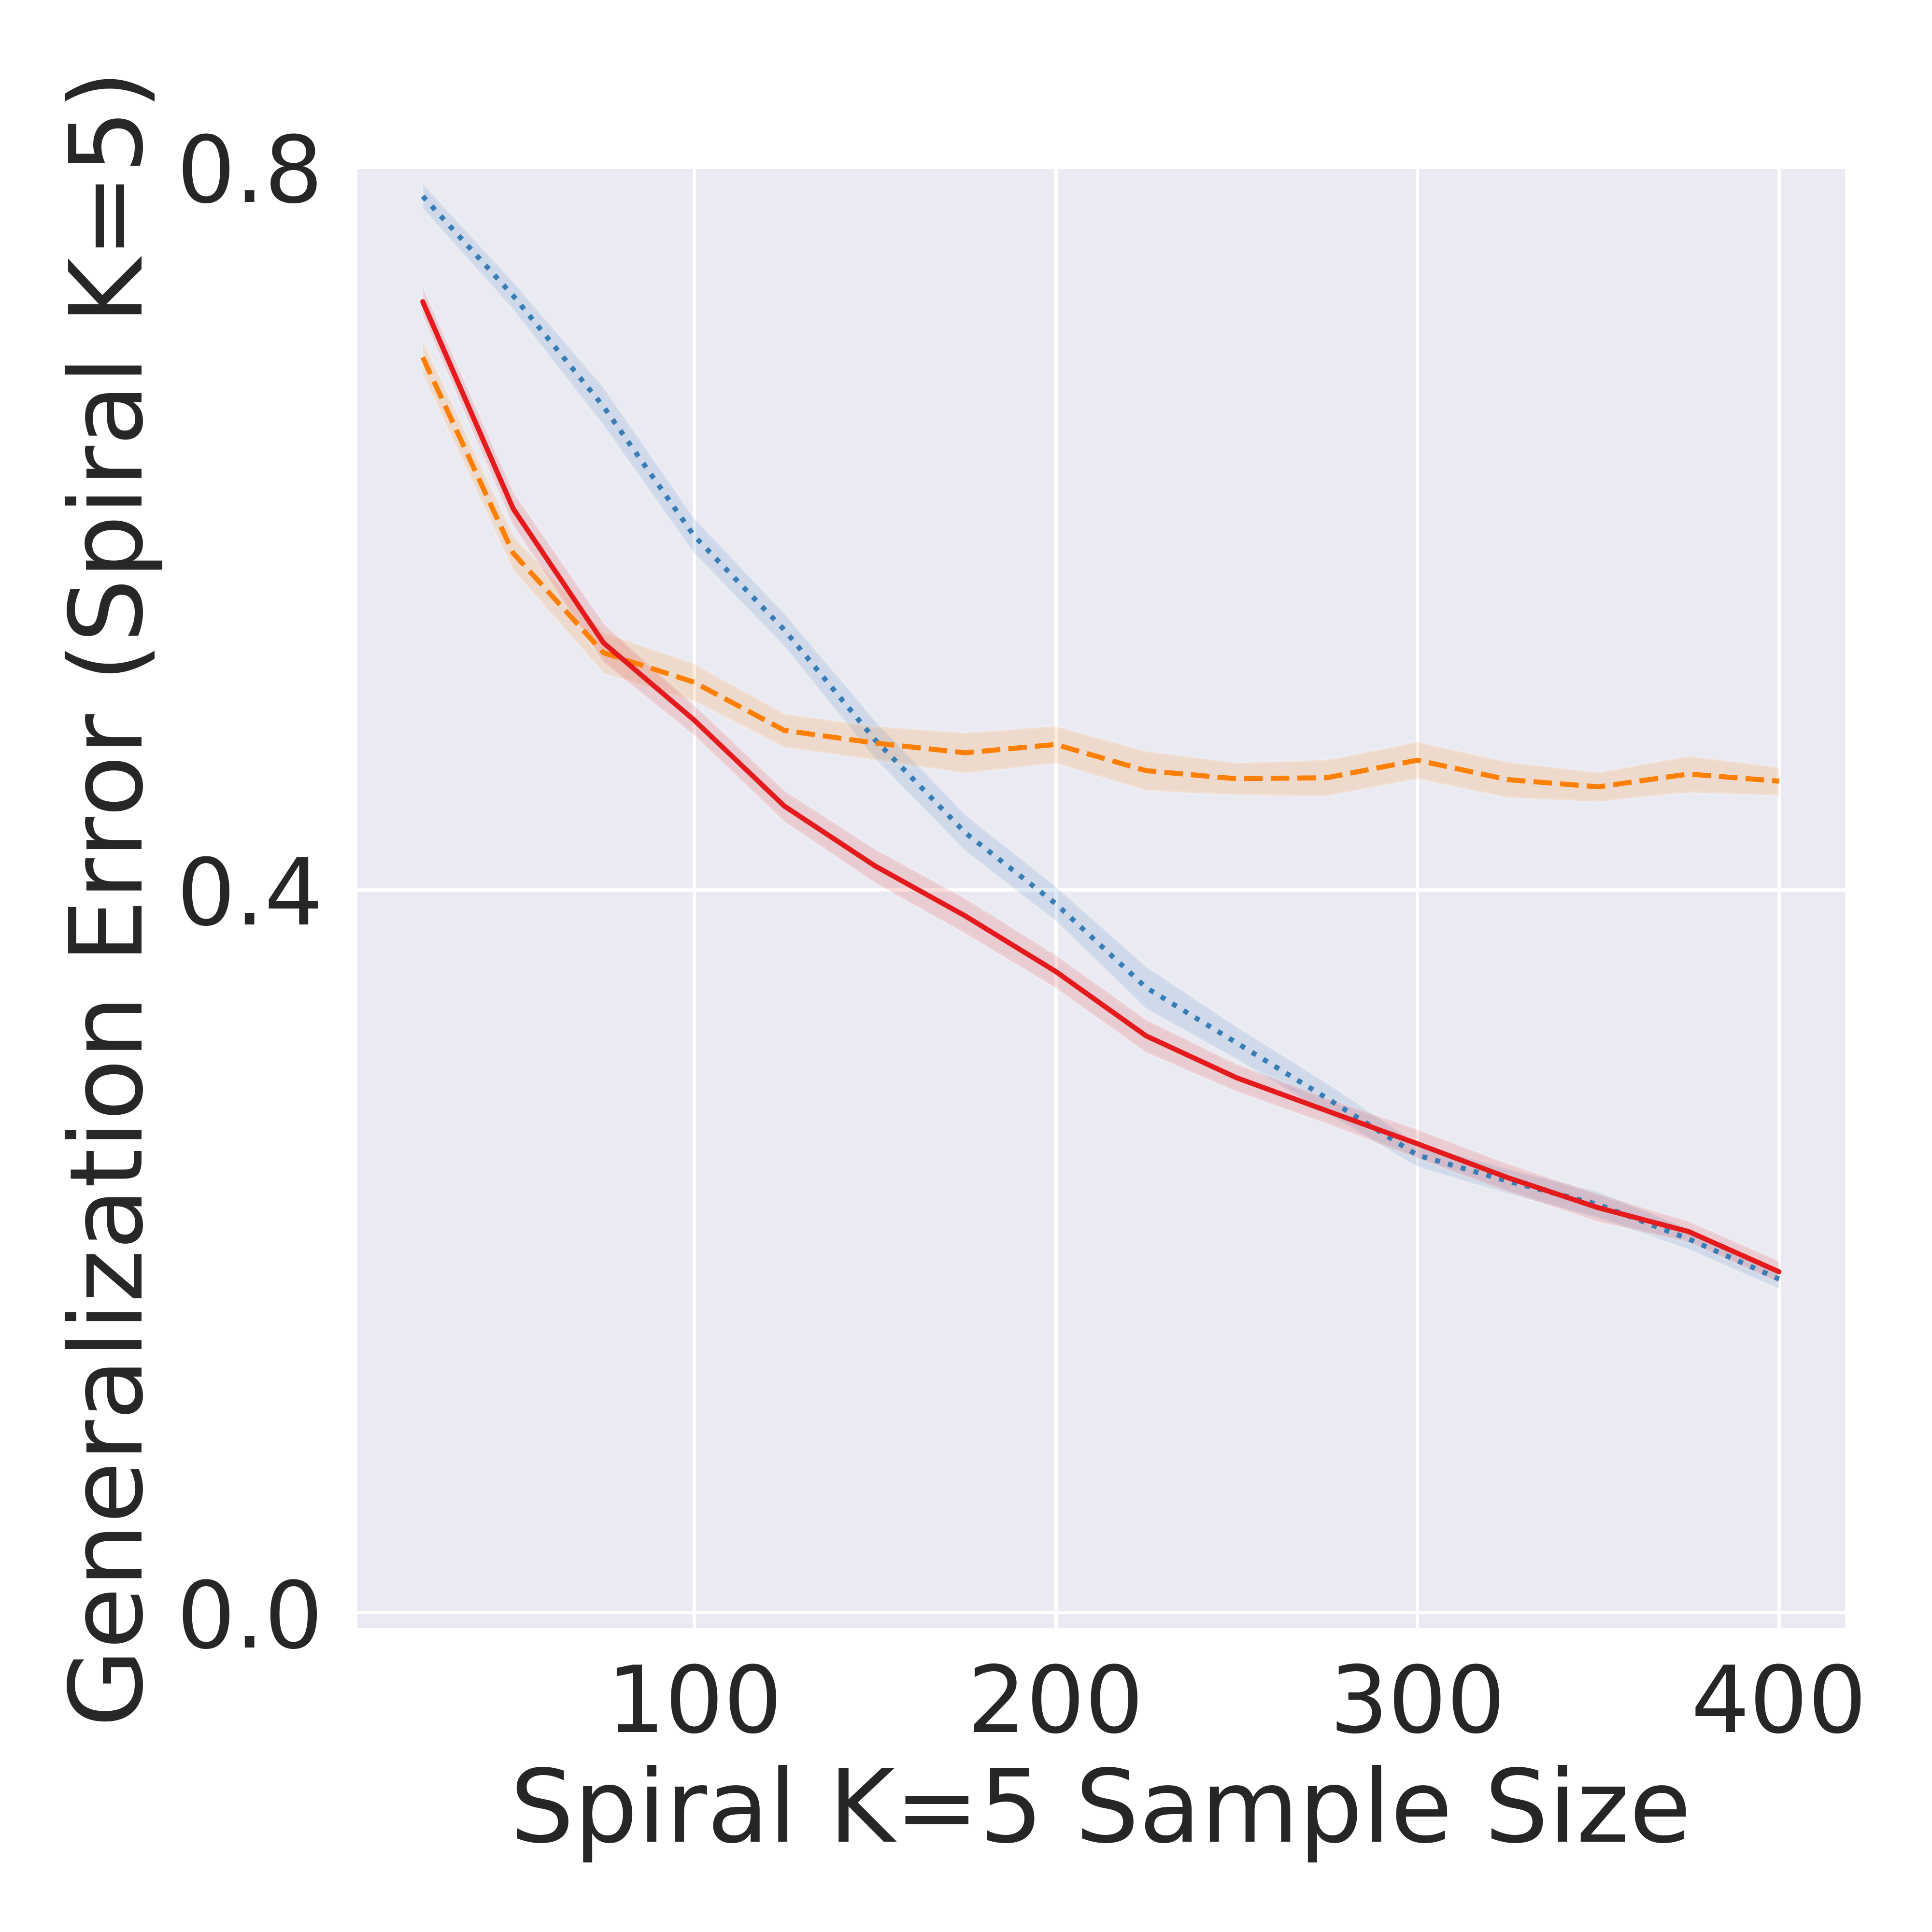 Generalization Error (Spiral K=5)
0.8
0.4
0.0
100 200 300 400
Spiral K=5 Sample Size